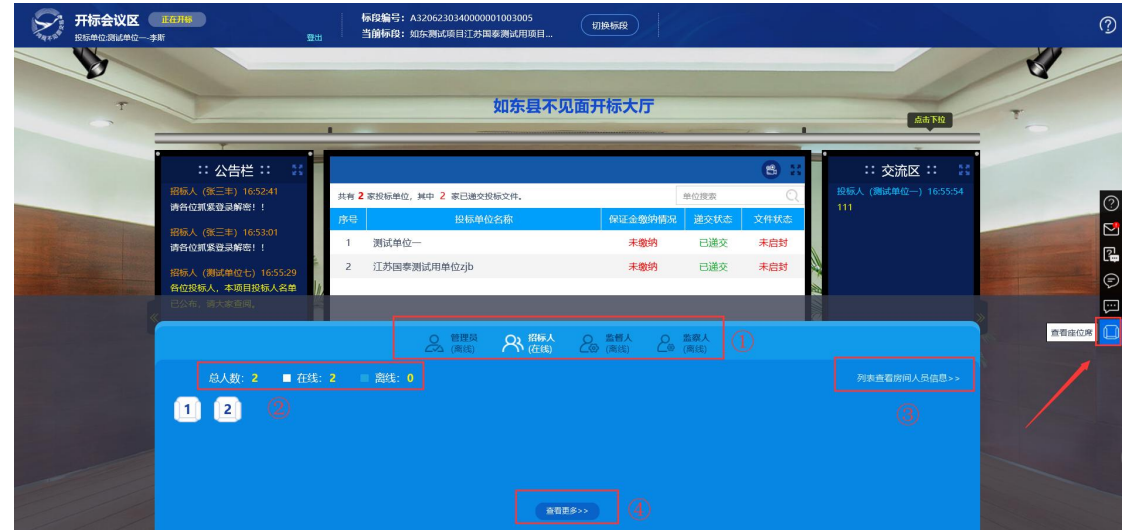 开标会议区 正在开标
投标单位:测试单位一-李斯 登出
标段编号：A3206230340000001003005
当前标段：如东测试项目江苏国泰测试用项目...
切换标段
如东县不见面开标大厅
点击下拉
:: 公告栏 ::
招标人（张三丰）16:52:41
请各位抓紧登录解密！！
招标人（张三丰）16:53:01
请各位抓紧登录解密！！
招标人（测试单位七）16:55:29
各位投标人，本项目投标人名单
已公布，请大家查阅。
共有 2 家投标单位，其中 2 家已递交投标文件。 单位搜索
序号 投标单位名称 保证金缴纳情况 递交状态 文件状态
1 测试单位一 未缴纳 已递交 未启封
2 江苏国泰测试用单位zjb 未缴纳 已递交 未启封
:: 交流区 ::
投标人（测试单位一）16:55:54
111
查看座位席
管理员 (离线) 招标人 (在线) 监督人 (离线) 监察人 (离线) ①
总人数: 2 在线: 2 离线: 0
②
列表查看房间人员信息>>
③
1 2
查看更多>> ④